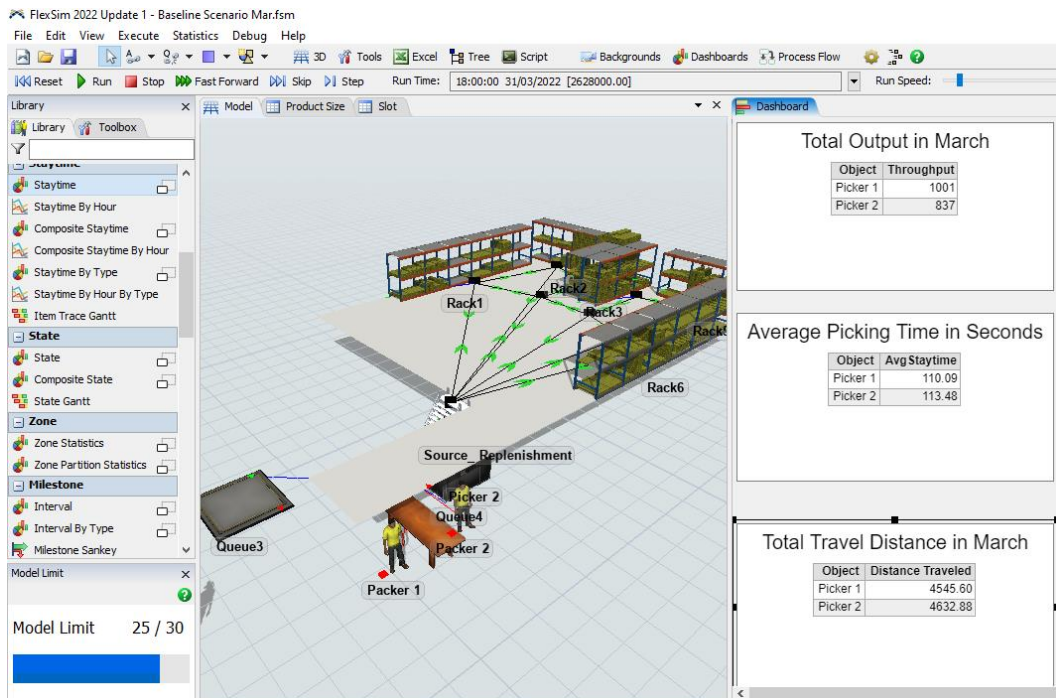 FlexSim 2022 Update 1 - Baseline Scenario Mar.fsm
File Edit View Execute Statistics Debug Help
3D Tools Excel Tree Script Backgrounds Dashboards Process Flow
Reset Run Stop Fast Forward Skip Step Run Time: 18:00:00 31/03/2022 [2628000.00] Run Speed:
Library
Library Toolbox
Staytime
Staytime
Staytime By Hour
Composite Staytime
Composite Staytime By Hour
Staytime By Type
Staytime By Hour By Type
Item Trace Gantt
State
State
Composite State
State Gantt
Zone
Zone Statistics
Zone Partition Statistics
Milestone
Interval
Interval By Type
Milestone Sankey
Model Limit
Model Limit 25 / 30
Model Product Size Slot
Rack1
Rack2
Rack3
Rack6
Source_ Replenishment
Picker 2
Queue4
Queue3
Packer 2
Packer 1
Dashboard
Total Output in March
Object Throughput
Picker 1 1001
Picker 2 837
Average Picking Time in Seconds
Object AvgStaytime
Picker 1 110.09
Picker 2 113.48
Total Travel Distance in March
Object Distance Traveled
Picker 1 4545.60
Picker 2 4632.88